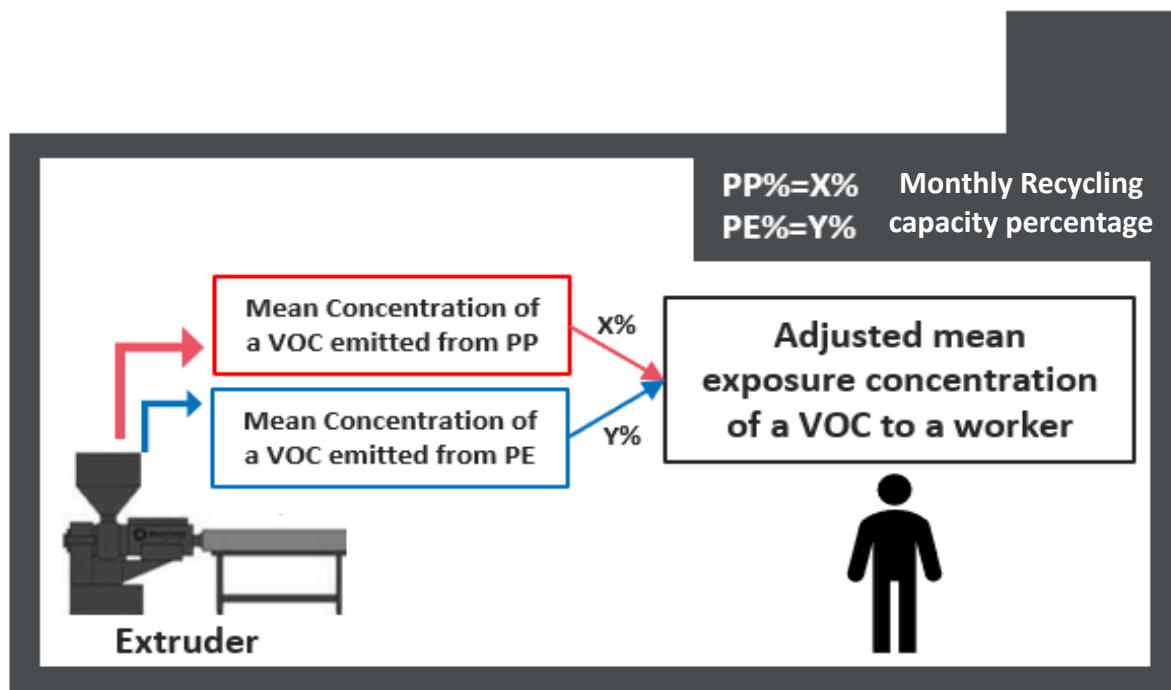 PP%=X% Monthly Recycling
PE%=Y% capacity percentage
Mean Concentration of
a VOC emitted from PP
X%
Mean Concentration of
a VOC emitted from PE
Y%
Adjusted mean
exposure concentration
of a VOC to a worker
Extruder